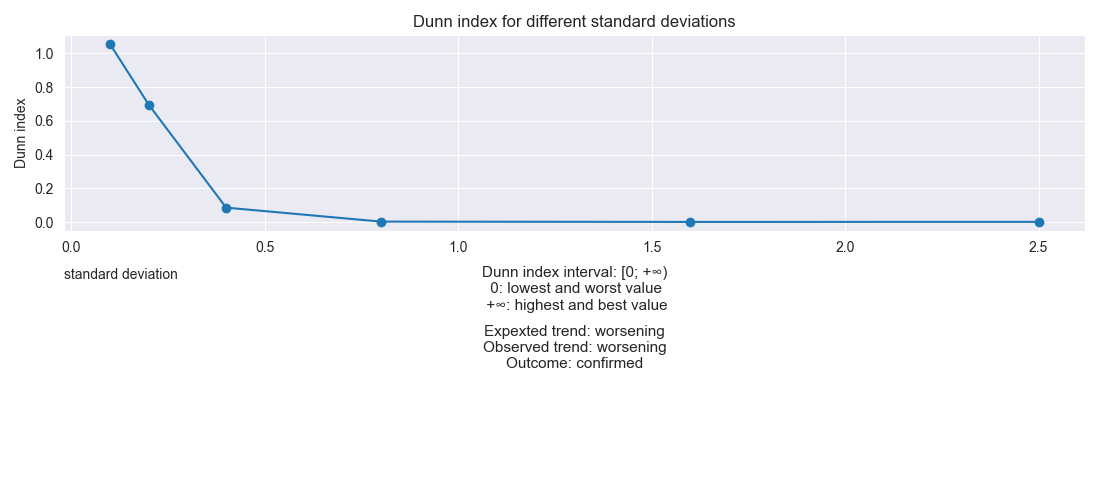 Dunn index for different standard deviations
1.0
0.8
0.6
0.4
0.2
0.0
Dunn index
0.0 0.5 1.0 1.5 2.0 2.5
standard deviation
Dunn index interval: [0; +∞)
0: lowest and worst value
+∞: highest and best value
Expexted trend: worsening
Observed trend: worsening
Outcome: confirmed